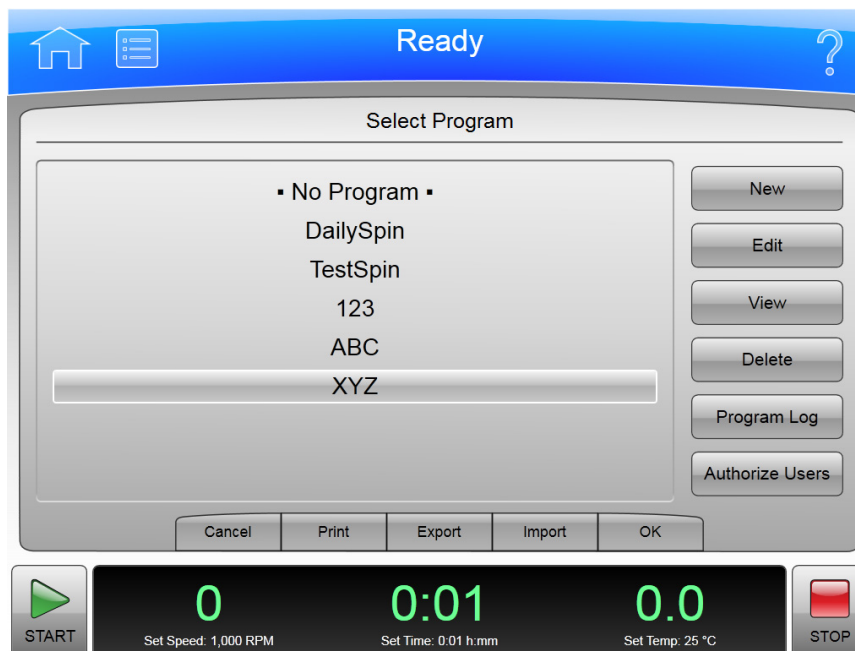 Ready
Select Program
▪ No Program ▪
DailySpin
TestSpin
123
ABC
XYZ
New
Edit
View
Delete
Program Log
Authorize Users
Cancel Print Export Import OK
START
0 0:01 0.0
Set Speed: 1,000 RPM Set Time: 0:01 h:mm Set Temp: 25 °C
STOP